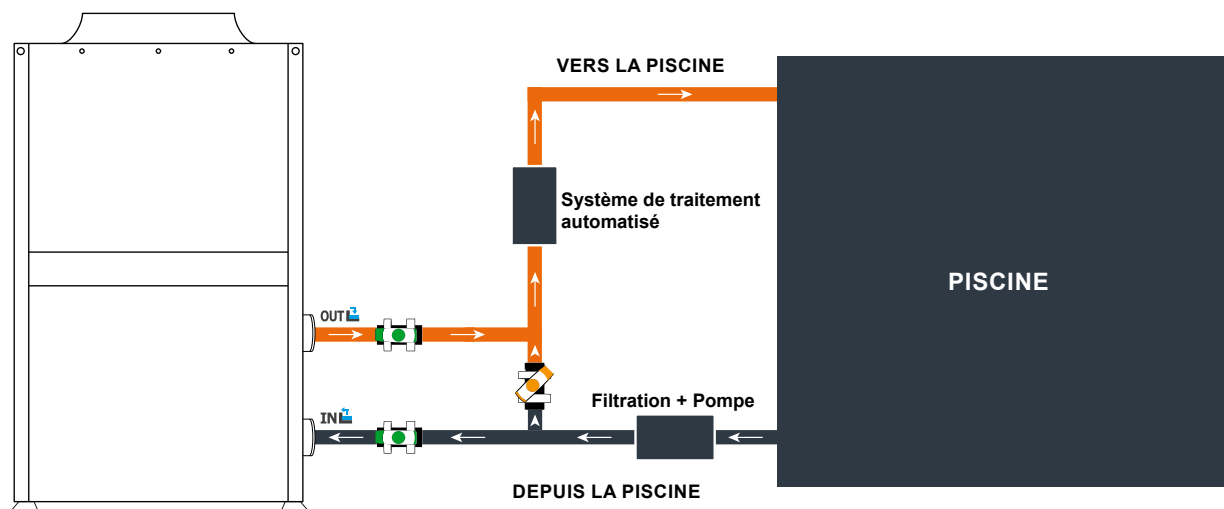 VERS LA PISCINE
Système de traitement
automatisé
PISCINE
OUT
IN
Filtration + Pompe
DEPUIS LA PISCINE